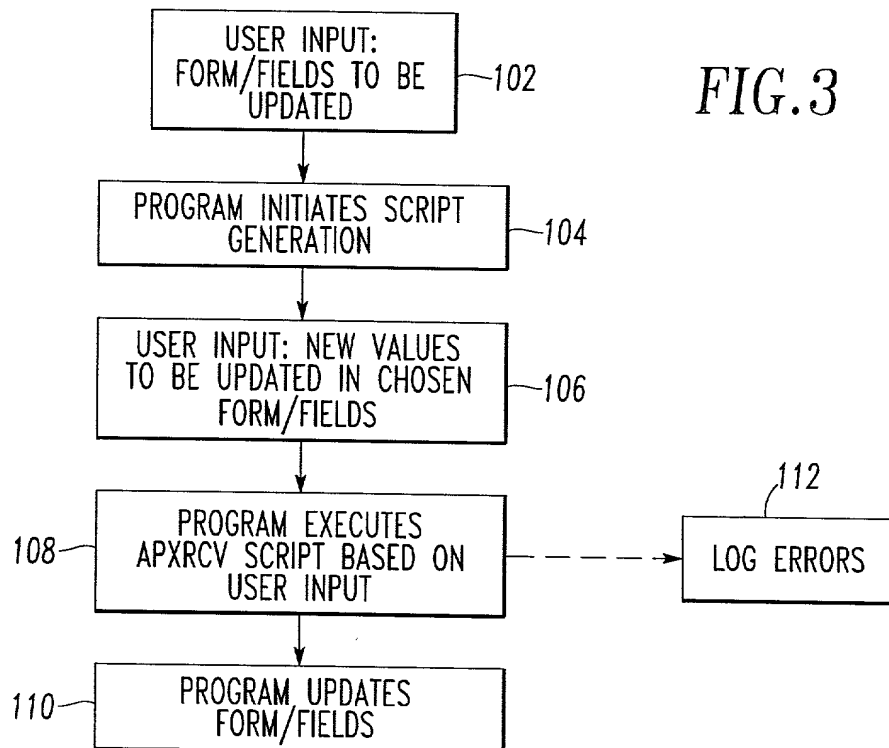 USER INPUT:
FORM/FIELDS TO BE
UPDATED
102
FIG.3
PROGRAM INITIATES SCRIPT
GENERATION
104
USER INPUT: NEW VALUES
TO BE UPDATED IN CHOSEN
FORM/FIELDS
106
108
PROGRAM EXECUTES
APXRCV SCRIPT BASED ON
USER INPUT
112
LOG ERRORS
110
PROGRAM UPDATES
FORM/FIELDS